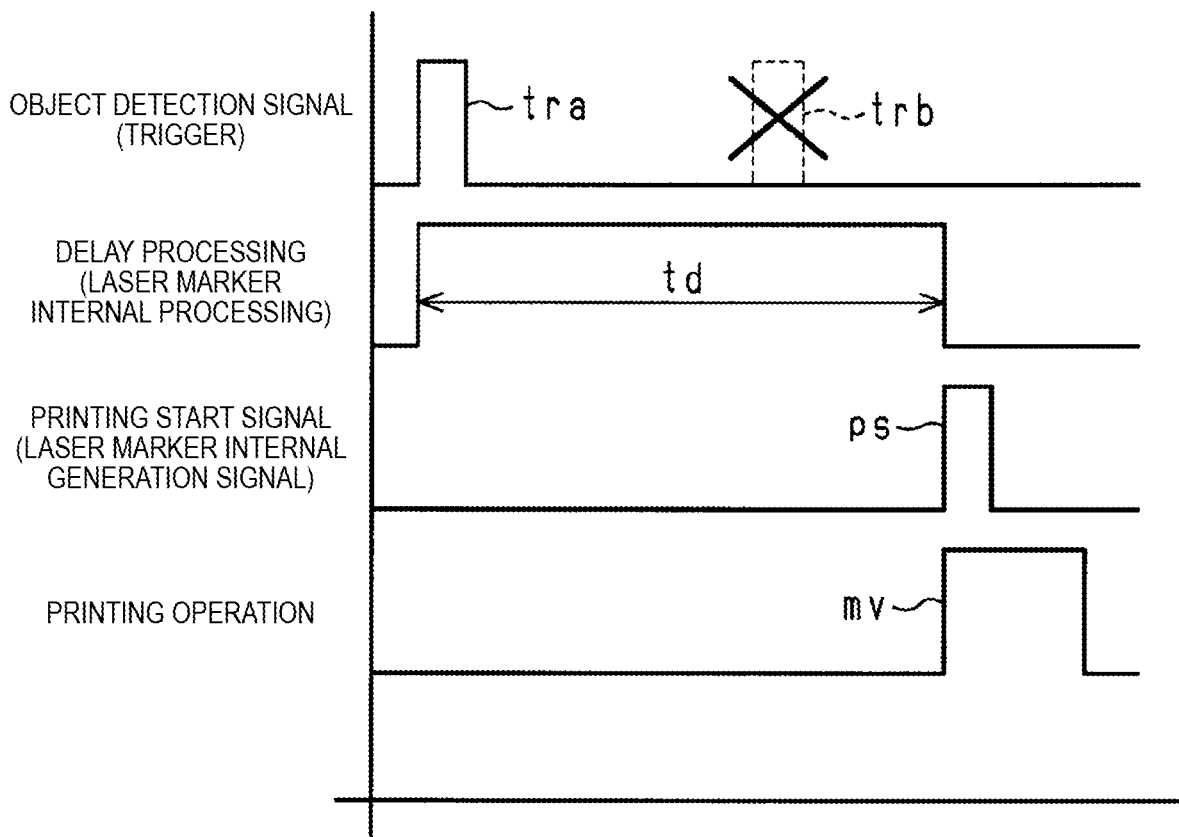 OBJECT DETECTION SIGNAL
(TRIGGER)
tra
trb
DELAY PROCESSING
(LASER MARKER
INTERNAL PROCESSING)
td
PRINTING START SIGNAL
(LASER MARKER INTERNAL
GENERATION SIGNAL)
ps
PRINTING OPERATION
mv